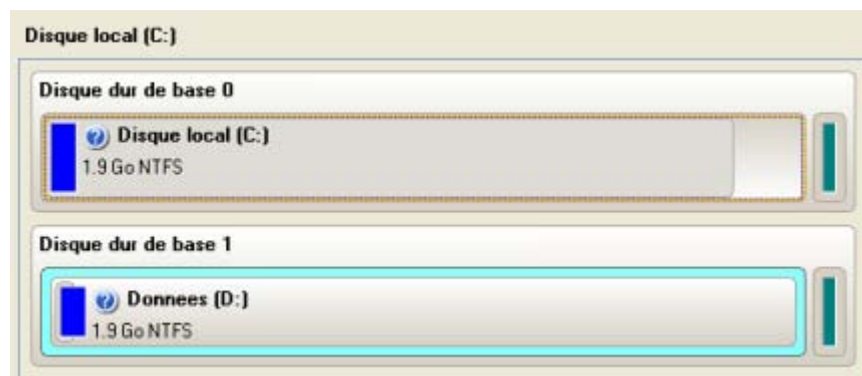 Disque local (C:)
Disque dur de base 0
Disque local (C:)
1.9 Go NTFS
Disque dur de base 1
Donnees (D:)
1.9 Go NTFS